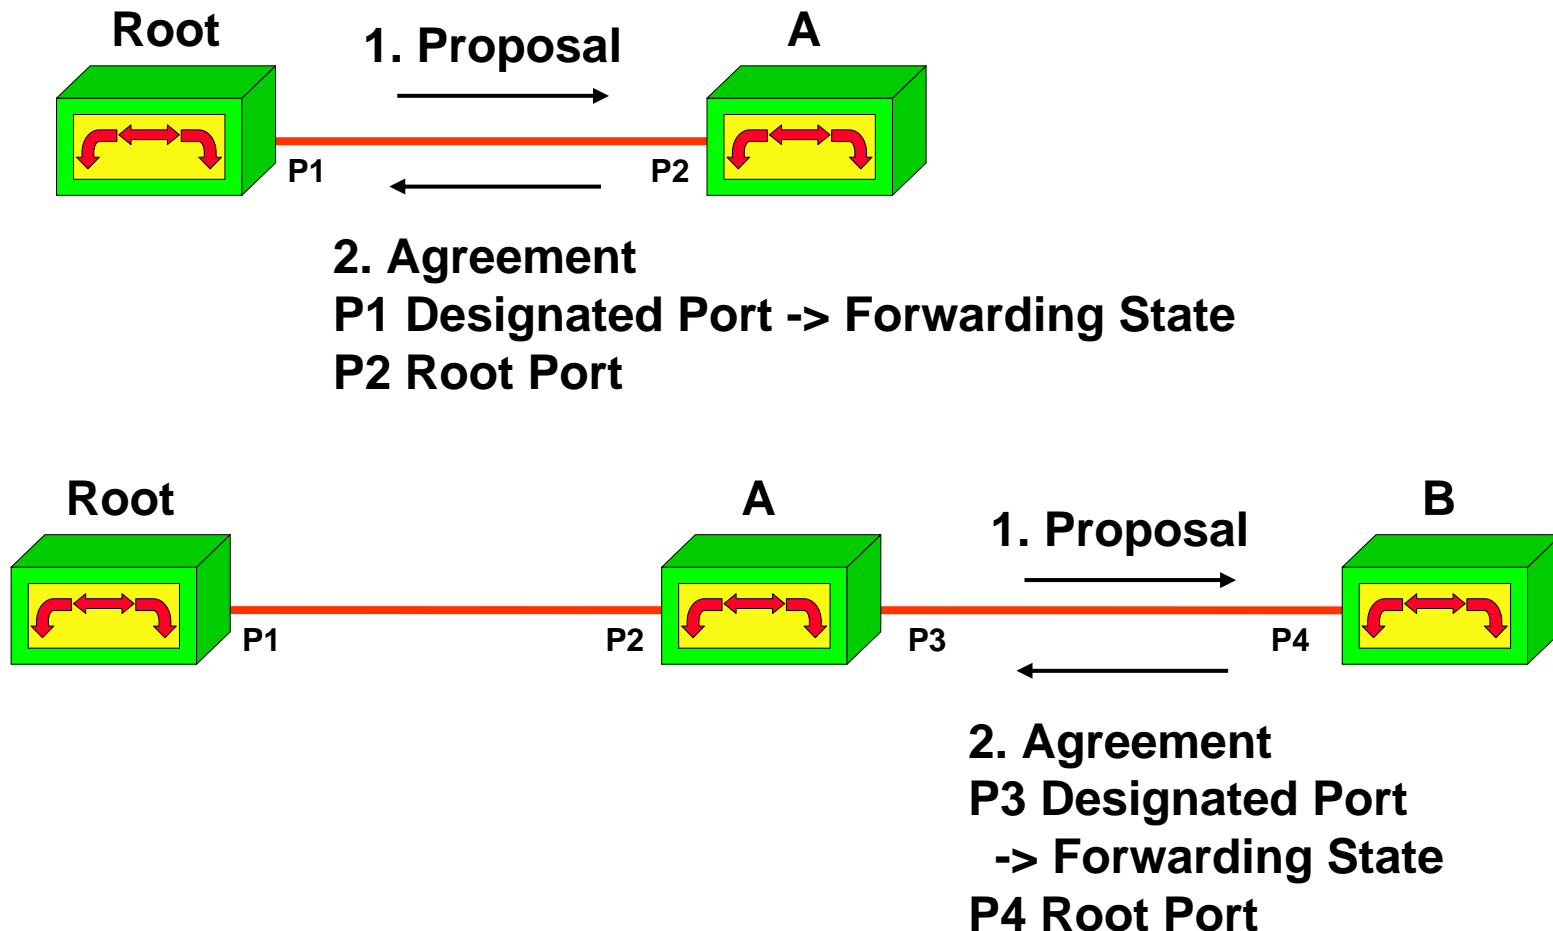 Root
1. Proposal
A
P1
P2
2. Agreement
P1 Designated Port -> Forwarding State
P2 Root Port
Root
A
1. Proposal
B
P1
P2
P3
P4
2. Agreement
P3 Designated Port
-> Forwarding State
P4 Root Port